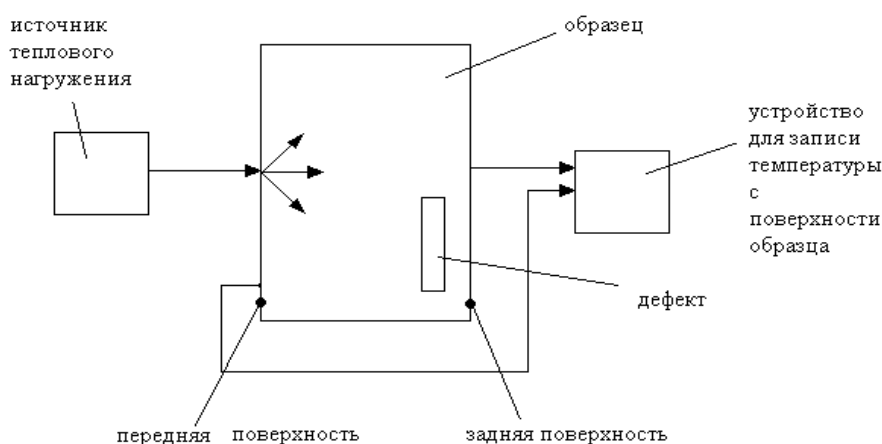 источник
теплового
нагружения
образец
устройство
для записи
температуры
с
поверхности
образца
дефект
передняя поверхность
задняя поверхность